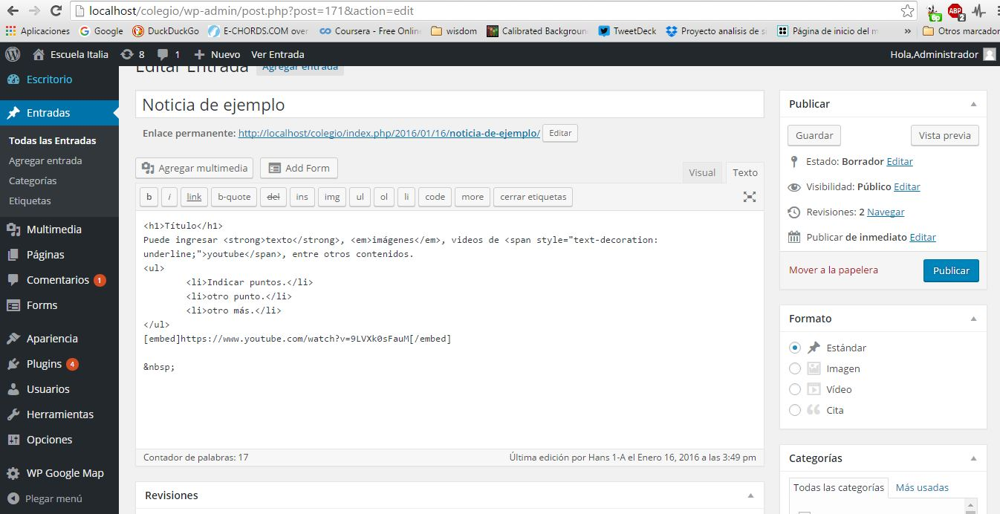 localhost/colegio/wp-admin/post.php?post=171&action=edit
ABP 2
Aplicaciones Google DuckDuckGo E-CHORDS.COM over Coursera - Free Onlin wisdom Calibrated Backgroun TweetDeck Proyecto analisis de si Página de inicio del m » Otros marcador
Escuela Italia 8 1 Nuevo Ver Entrada Hola,Administrador
Escritorio
Entradas
Todas las Entradas
Agregar entrada
Categorías
Etiquetas
Multimedia
Páginas
Comentarios 1
Forms
Apariencia
Plugins 4
Usuarios
Herramientas
Opciones
WP Google Map
Plegar menú
Editar Entrada Agregar entrada
Noticia de ejemplo
Enlace permanente: http://localhost/colegio/index.php/2016/01/16/noticia-de-ejemplo/ Editar
Agregar multimedia Add Form Visual Texto
b i link b-quote del ins img ul ol li code more cerrar etiquetas
<h1>Título</h1>
Puede ingresar <strong>texto</strong>, <em>imágenes</em>, videos de <span style="text-decoration:
underline;">youtube</span>, entre otros contenidos.
<ul>
<li>Indicar puntos.</li>
<li>otro punto.</li>
<li>otro más.</li>
</ul>
[embed]https://www.youtube.com/watch?v=9LVXk0sFauM[/embed]
&nbsp;
Contador de palabras: 17 Última edición por Hans 1-A el Enero 16, 2016 a las 3:49 pm
Revisiones
Publicar
Guardar Vista previa
Estado: Borrador Editar
Visibilidad: Público Editar
Revisiones: 2 Navegar
Publicar de inmediato Editar
Mover a la papelera Publicar
Formato
Estándar
Imagen
Vídeo
Cita
Categorías
Todas las categorías Más usadas